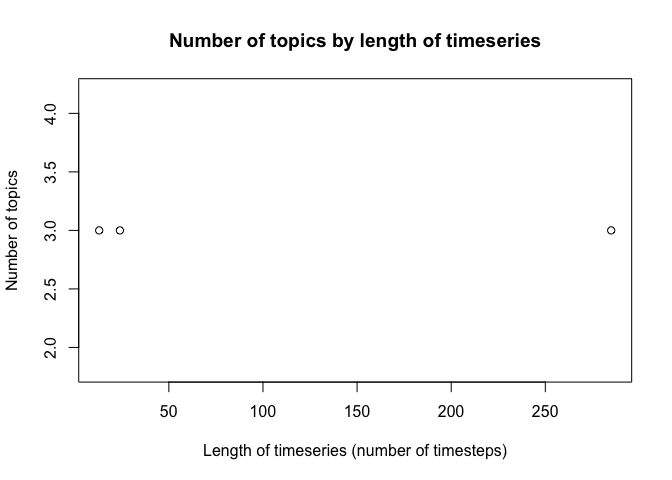 Number of topics by length of timeseries
Number of topics
4.0
3.5
3.0
2.5
2.0
50 100 150 200 250
Length of timeseries (number of timesteps)